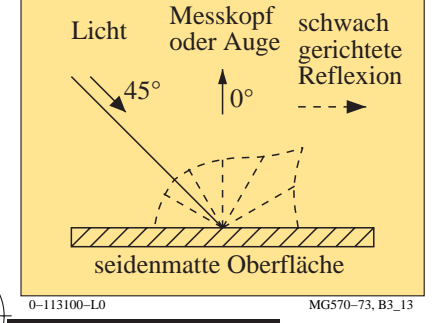 Licht
Messkopf
oder Auge
schwach
gerichtete
Reflexion
45°
0°
seidenmatte Oberfläche
0–113100–L0
MG570–73, B3_13